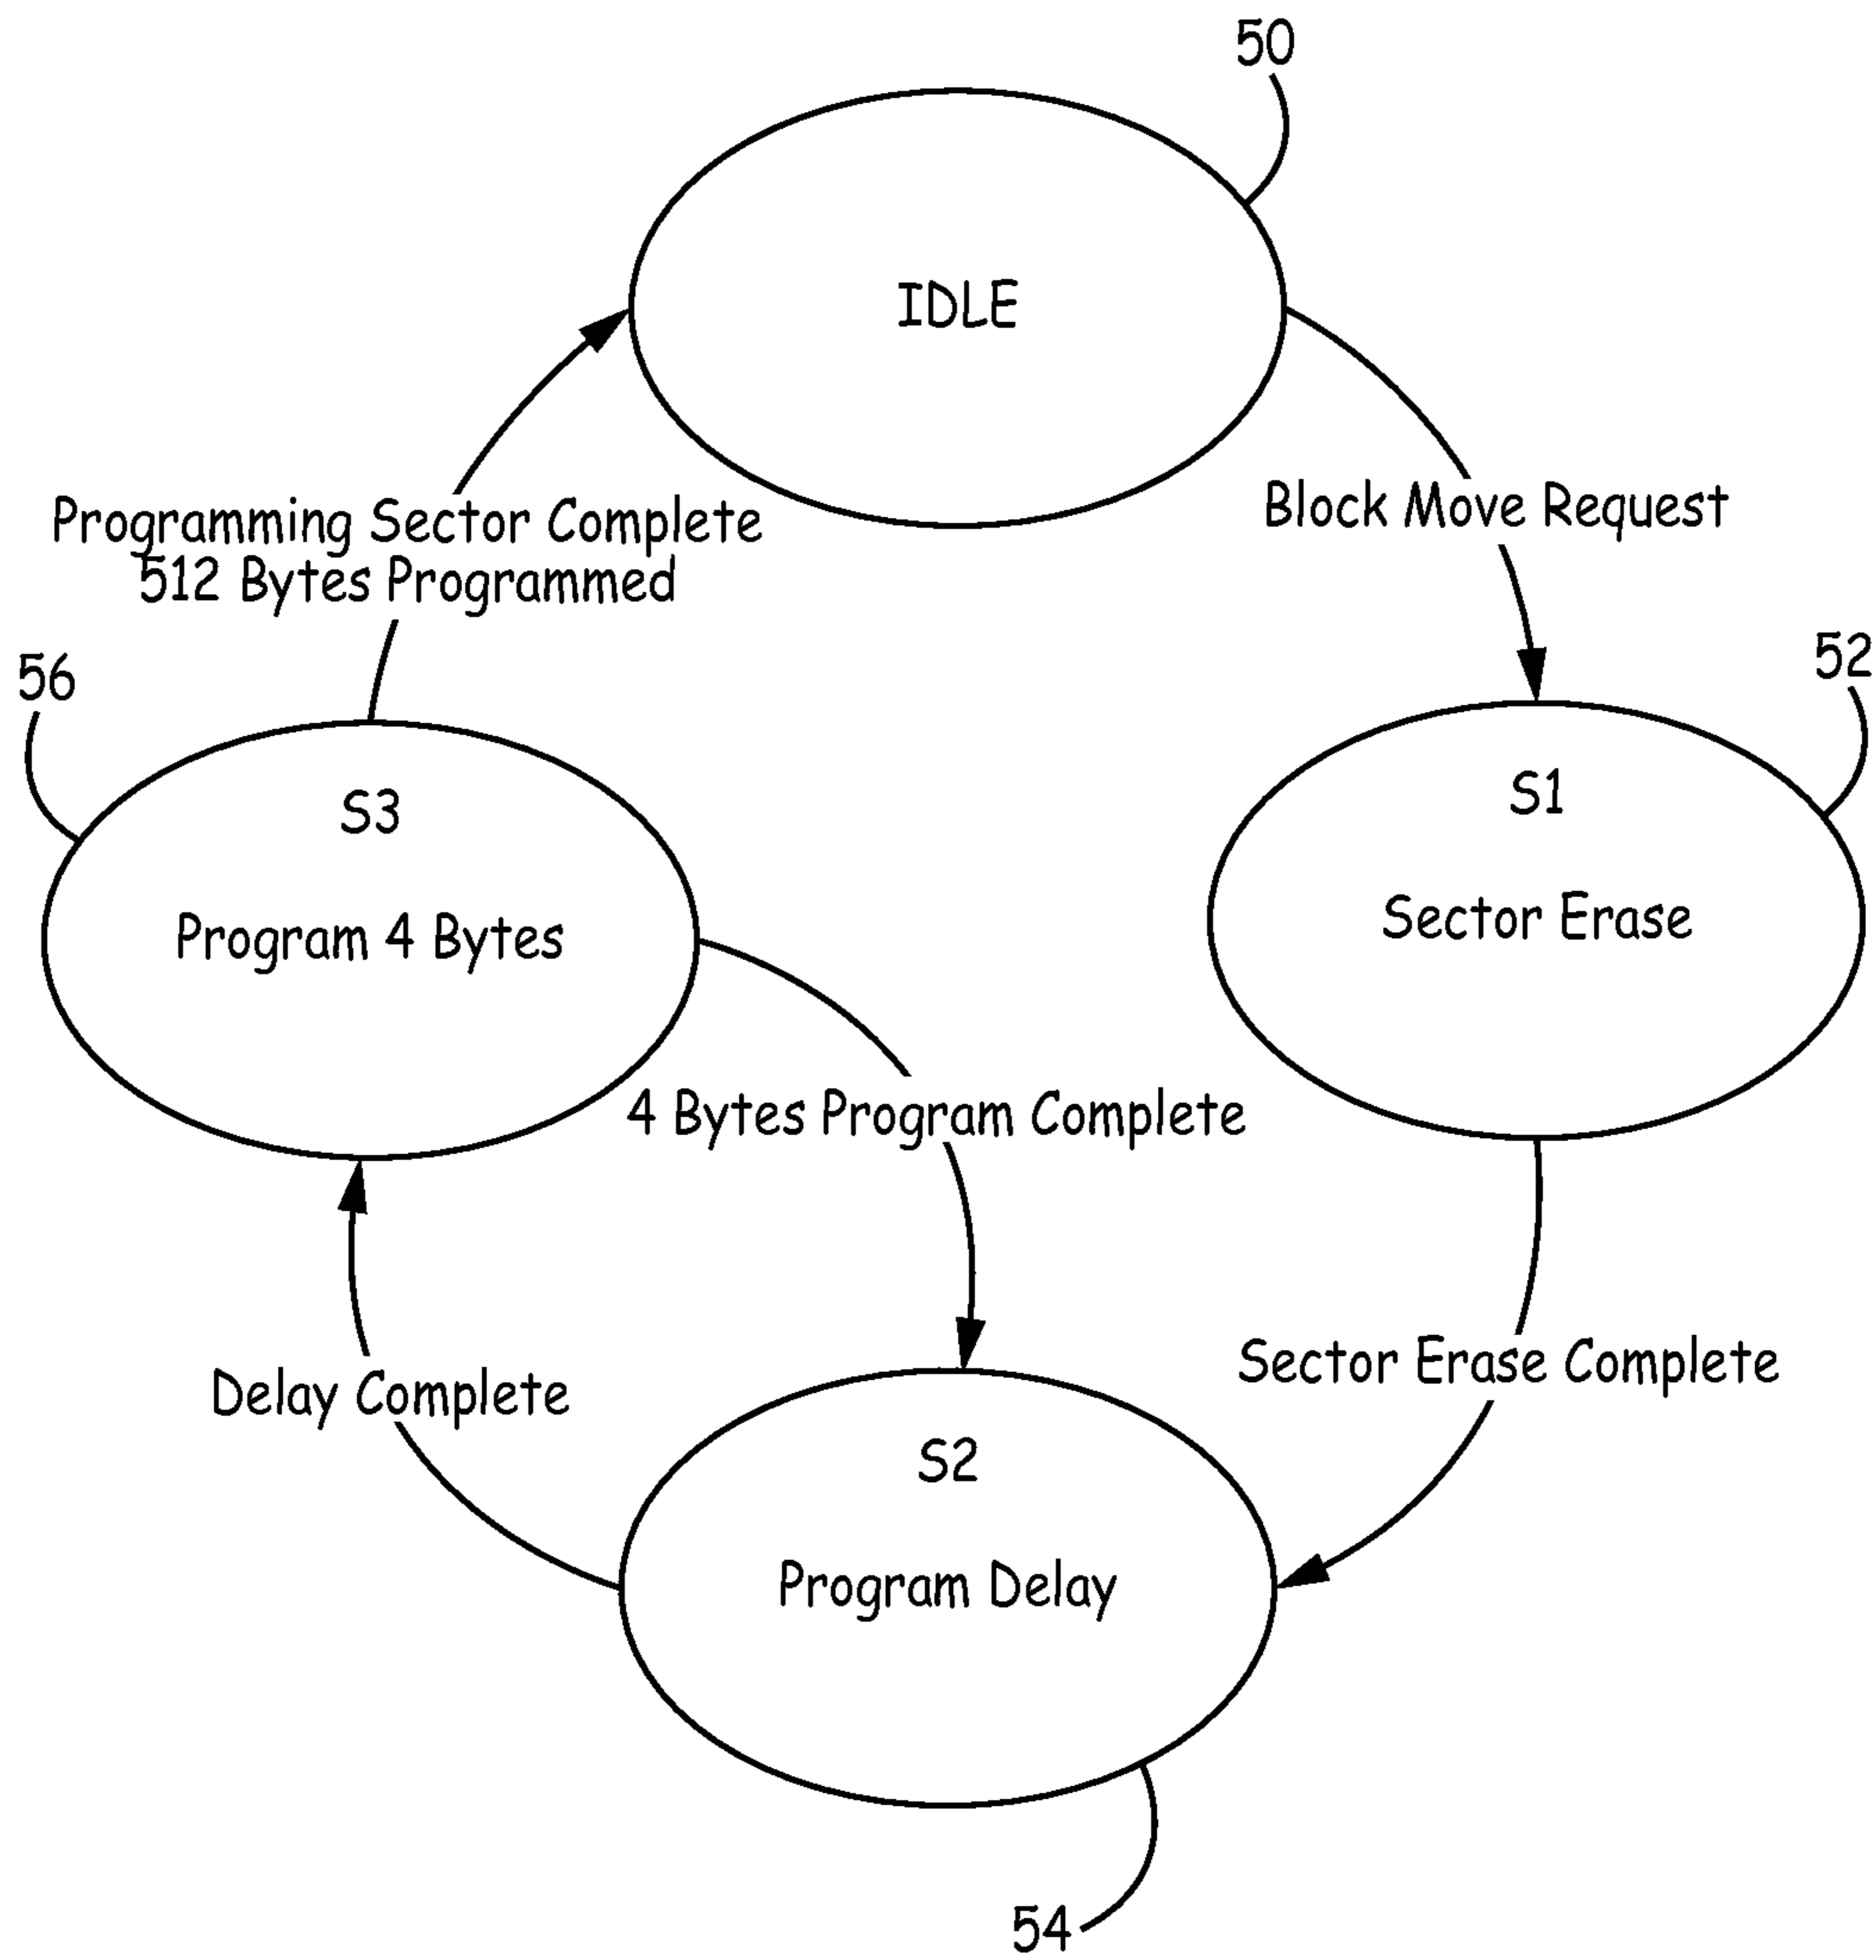 50
IDLE
Block Move Request
Programming Sector Complete
512 Bytes Programmed
52
56
S1
S3
Sector Erase
Program 4 Bytes
4 Bytes Program Complete
Sector Erase Complete
Delay Complete
S2
Program Delay
54